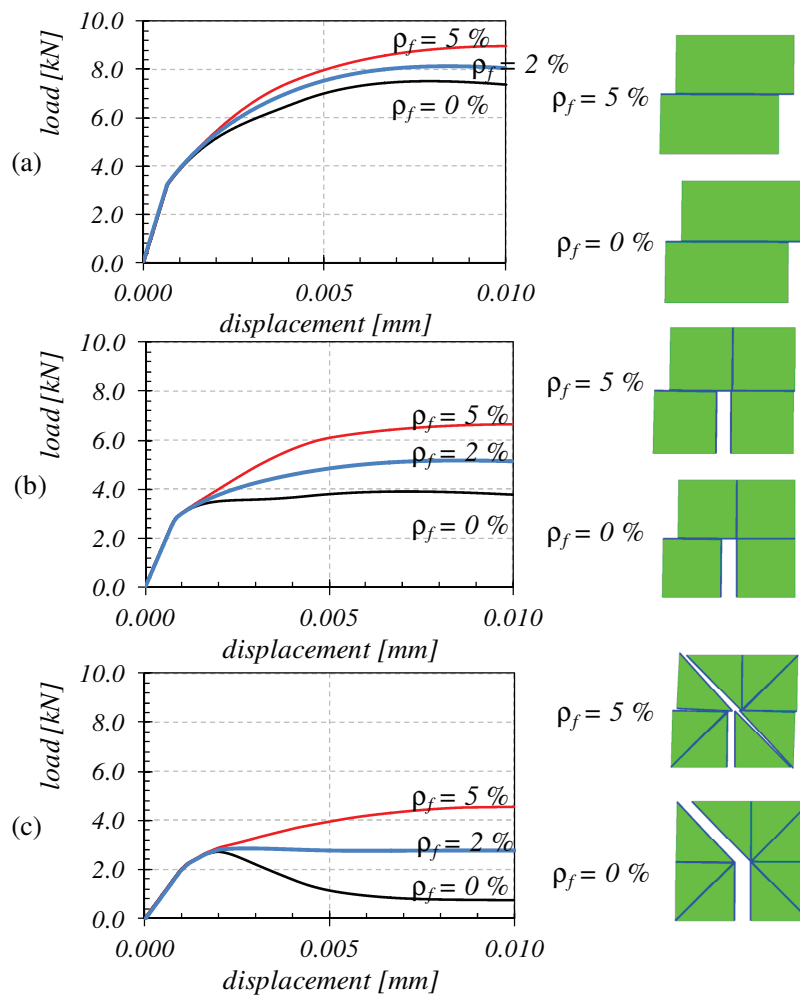 (a)
load [kN]
10.0
8.0
6.0
4.0
2.0
0.0
0.000
0.005
0.010
displacement [mm]
ρf = 5 %
ρf = 2 %
ρf = 0 %
ρf = 5 %
ρf = 0 %
(b)
load [kN]
10.0
8.0
6.0
4.0
2.0
0.0
0.000
0.005
0.010
displacement [mm]
ρf = 5 %
ρf = 2 %
ρf = 0 %
ρf = 5 %
ρf = 0 %
(c)
load [kN]
10.0
8.0
6.0
4.0
2.0
0.0
0.000
0.005
0.010
displacement [mm]
ρf = 5 %
ρf = 2 %
ρf = 0 %
ρf = 5 %
ρf = 0 %